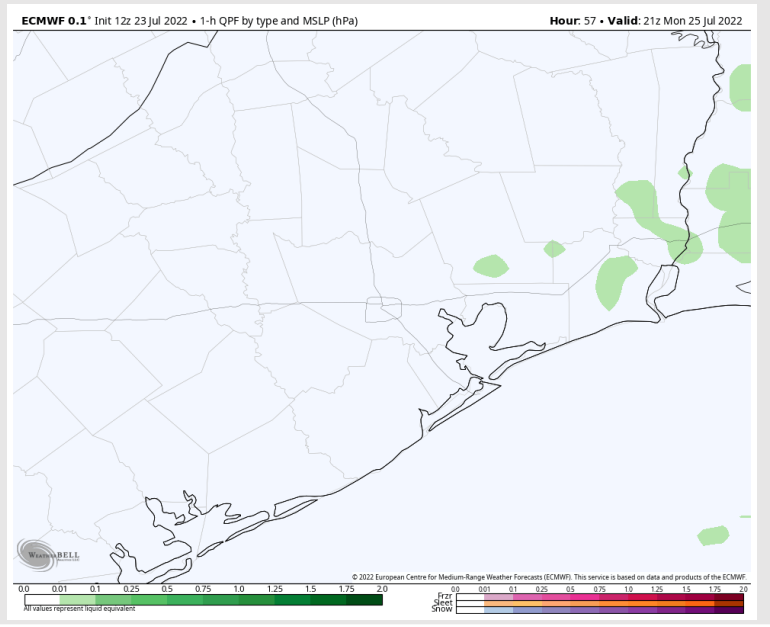 ECMWF 0.1° Init 12z 23 Jul 2022 • 1-h QPF by type and MSLP (hPa)
Hour: 57 • Valid: 21z Mon 25 Jul 2022
WEATHERBELL
© 2022 European Centre for Medium-Range Weather Forecasts (ECMWF). This service is based on data and products of the ECMWF.
0.0 0.01 0.25 0.5 0.75 1.0 1.25 1.5 1.75 2.0
All values represent liquid equivalent
0.0 0.01 0.1 0.25 0.5 0.75 1.0 1.25 1.5 1.75 2.0
Frzr
Sleet
Snow